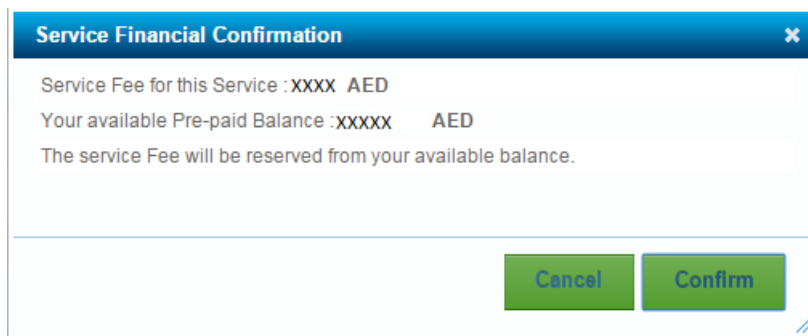 Service Financial Confirmation
Service Fee for this Service : XXXX AED
Your available Pre-paid Balance : XXXXX AED
The service Fee will be reserved from your available balance.
Cancel Confirm